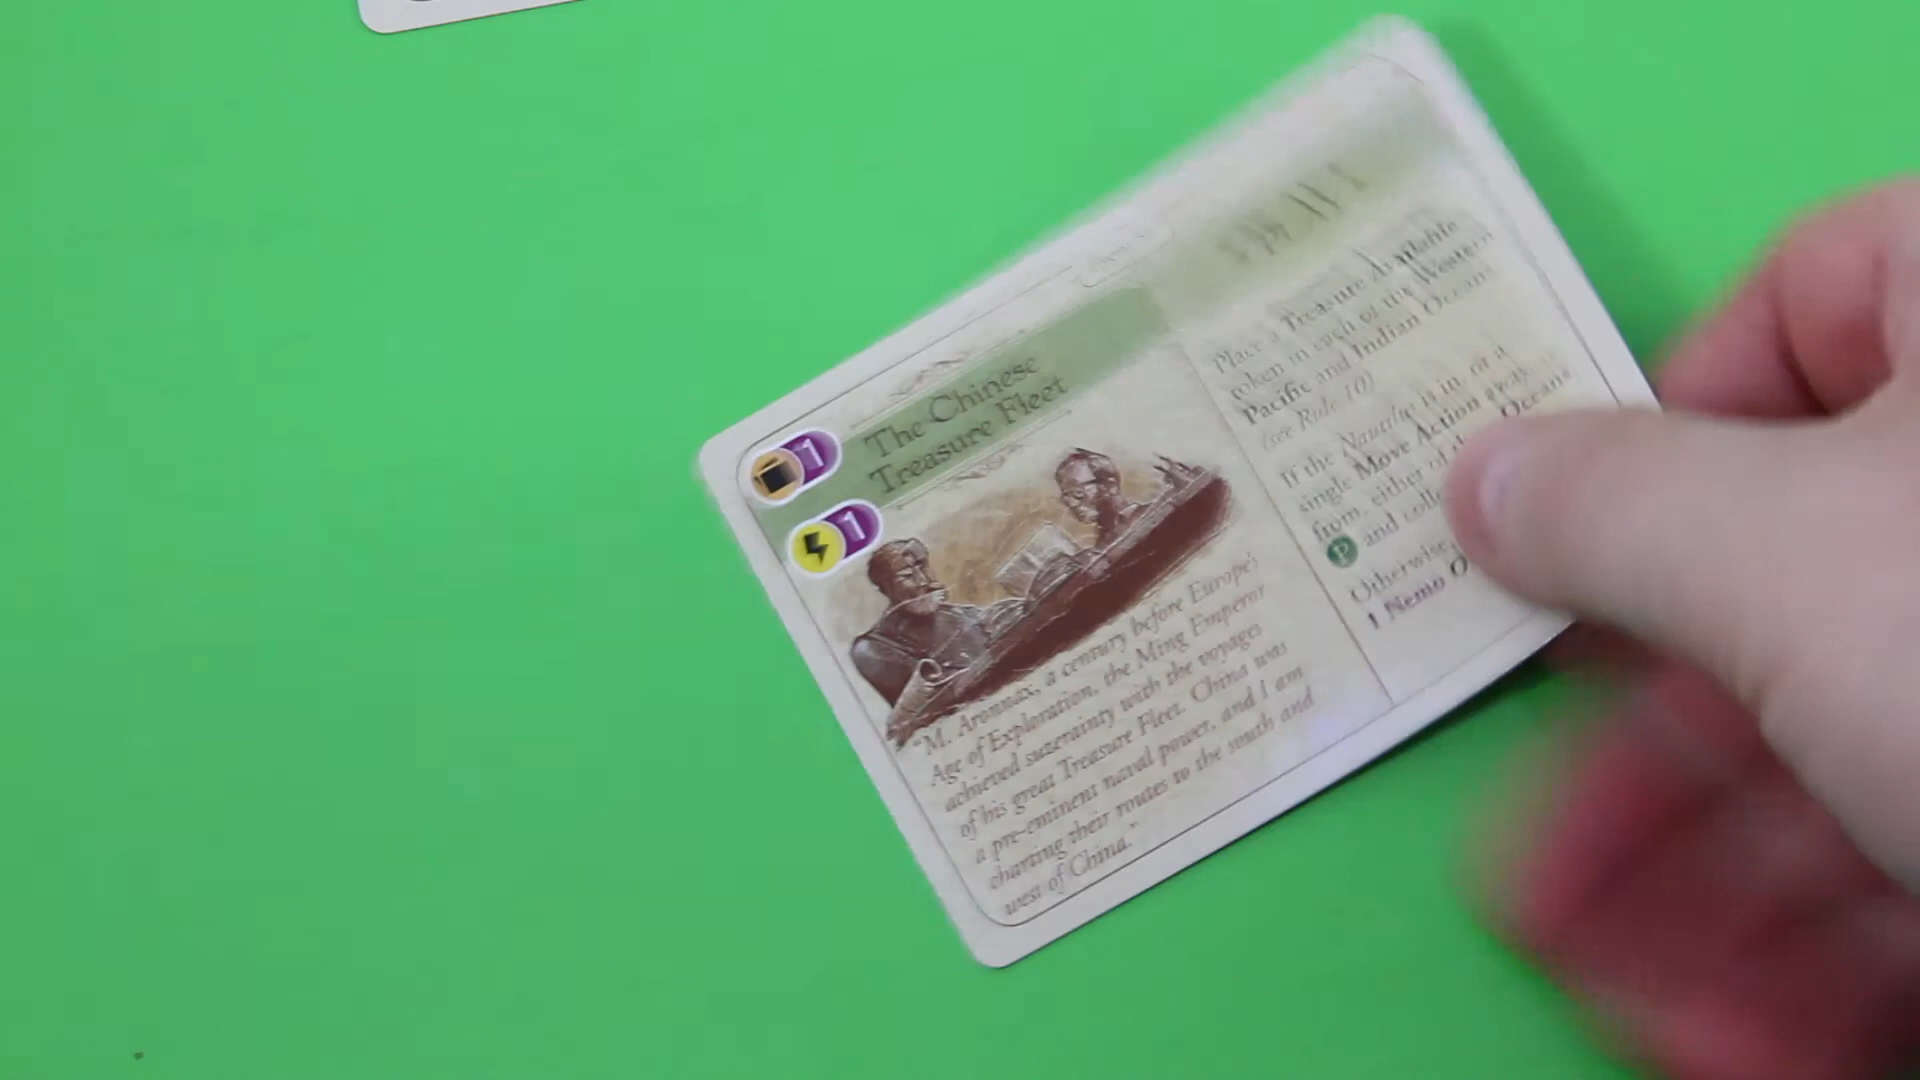 1
1
The Chinese
Treasure Fleet
"M. Aronnax, a century before Europe's
Age of Exploration, the Ming Emperor
achieved suzerainty with the voyages
of his great Treasure Fleet. China was
a pre-eminent naval power, and I am
charting their routes to the south and
west of China."
Place a Treasure Available
token in each of the Western
Pacific and Indian Oceans
(see Rule 10)
If the Nautilus is in, or a
single Move Action away
from, either of Oceans,
P and
Otherwise,
1 Nemo